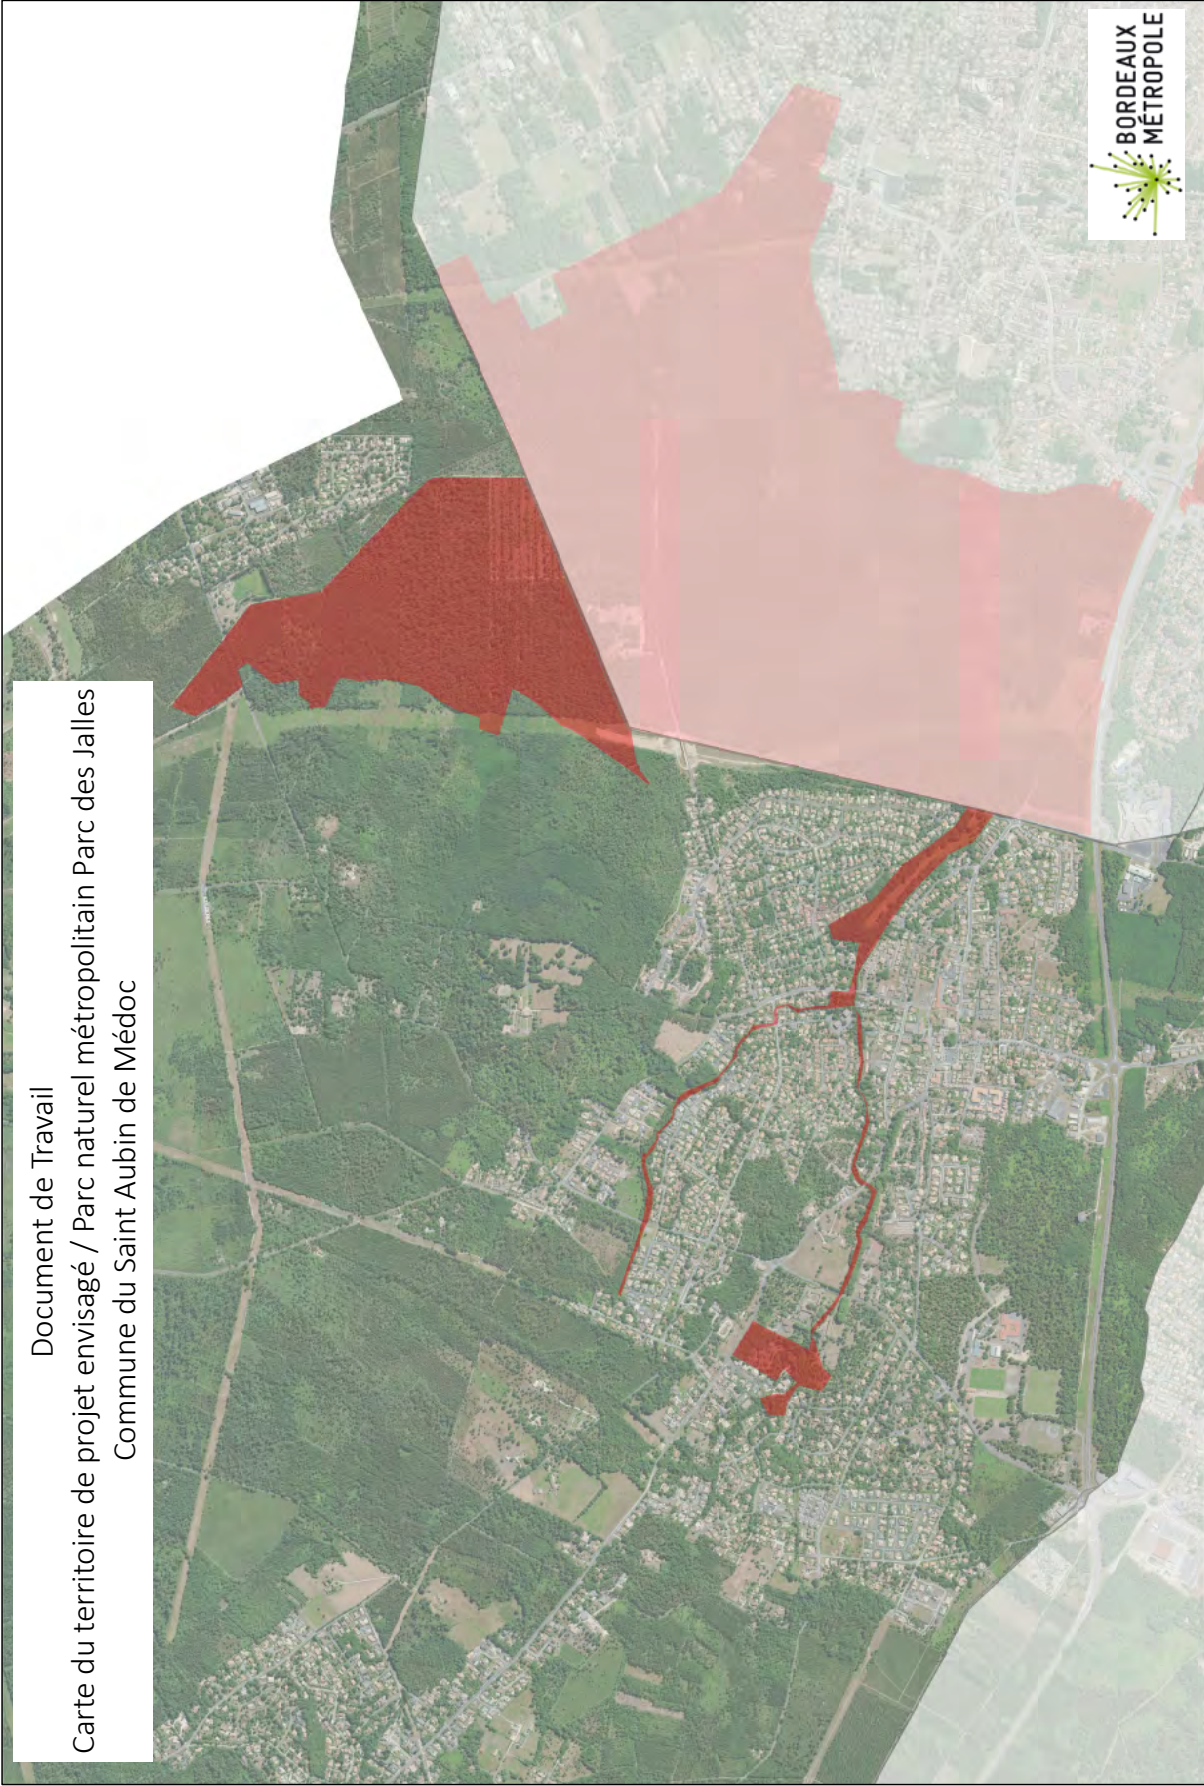 Document de Travail
Carte du territoire de projet envisagé / Parc naturel métropolitain Parc des Jalles
Commune du Saint Aubin de Médoc
BORDEAUX
MÉTROPOLE